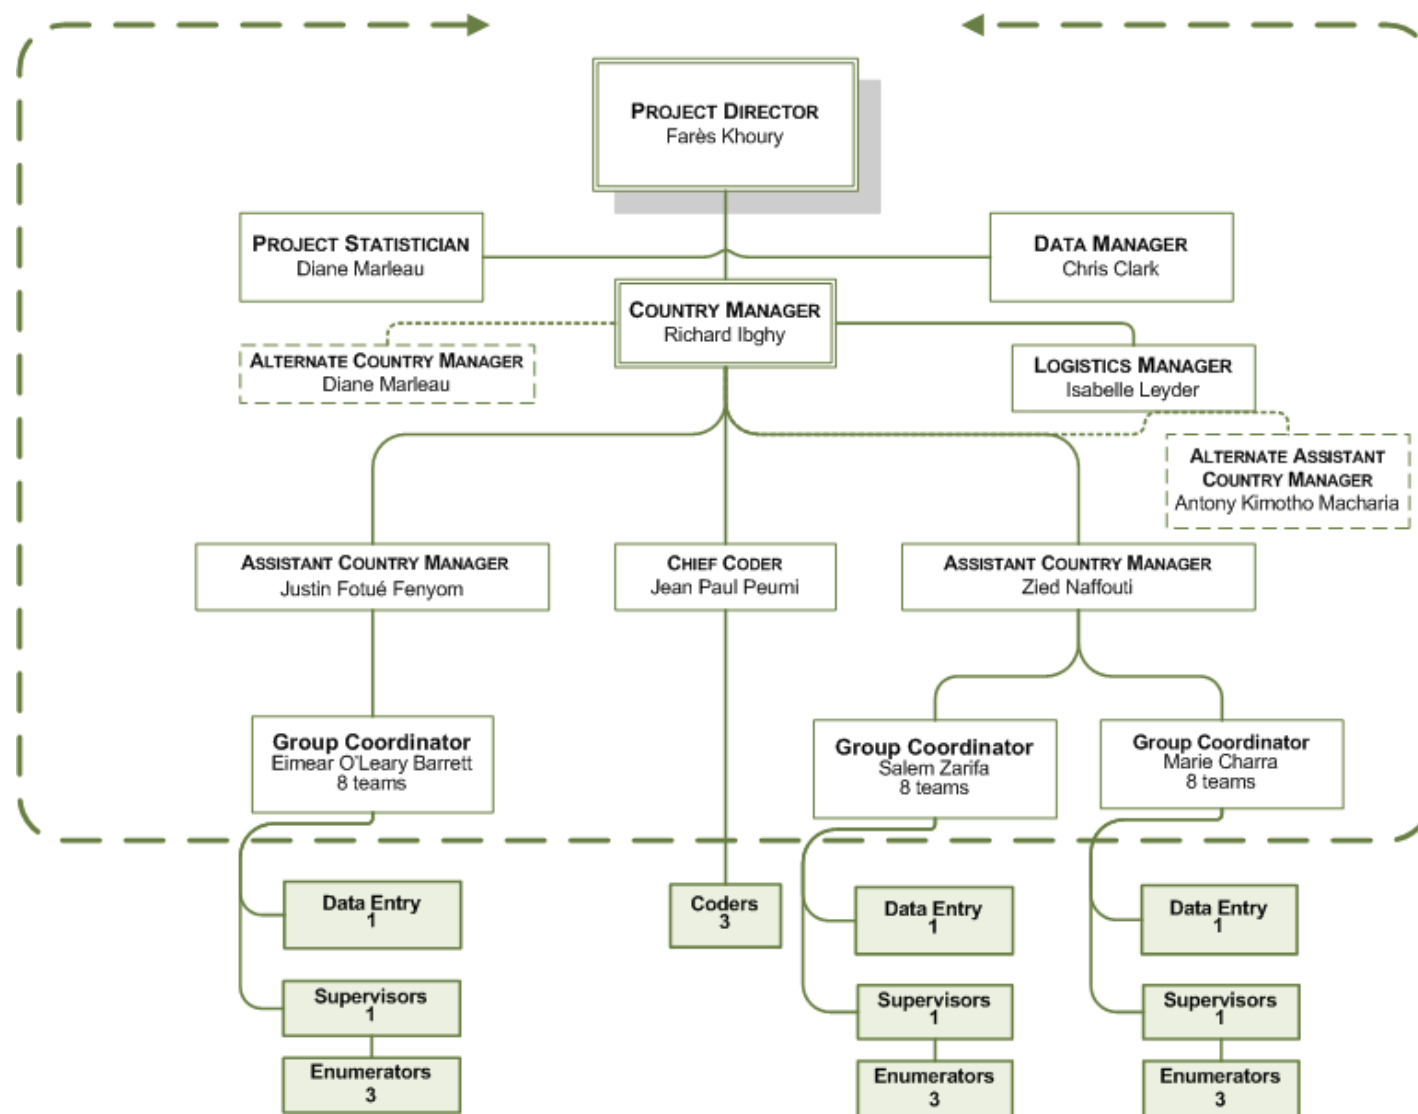 PROJECT DIRECTOR
Farès Khoury
PROJECT STATISTICIAN
Diane Marleau
DATA MANAGER
Chris Clark
COUNTRY MANAGER
Richard Ibghy
ALTERNATE COUNTRY MANAGER
Diane Marleau
LOGISTICS MANAGER
Isabelle Leyder
ALTERNATE ASSISTANT
COUNTRY MANAGER
Antony Kimotho Macharia
ASSISTANT COUNTRY MANAGER
Justin Fotué Fenyom
CHIEF CODER
Jean Paul Peumi
ASSISTANT COUNTRY MANAGER
Zied Naffouti
Group Coordinator
Eimear O'Leary Barrett
8 teams
Group Coordinator
Salem Zarifa
8 teams
Group Coordinator
Marie Charra
8 teams
Data Entry
1
Coders
3
Data Entry
1
Data Entry
1
Supervisors
1
Supervisors
1
Supervisors
1
Enumerators
3
Enumerators
3
Enumerators
3